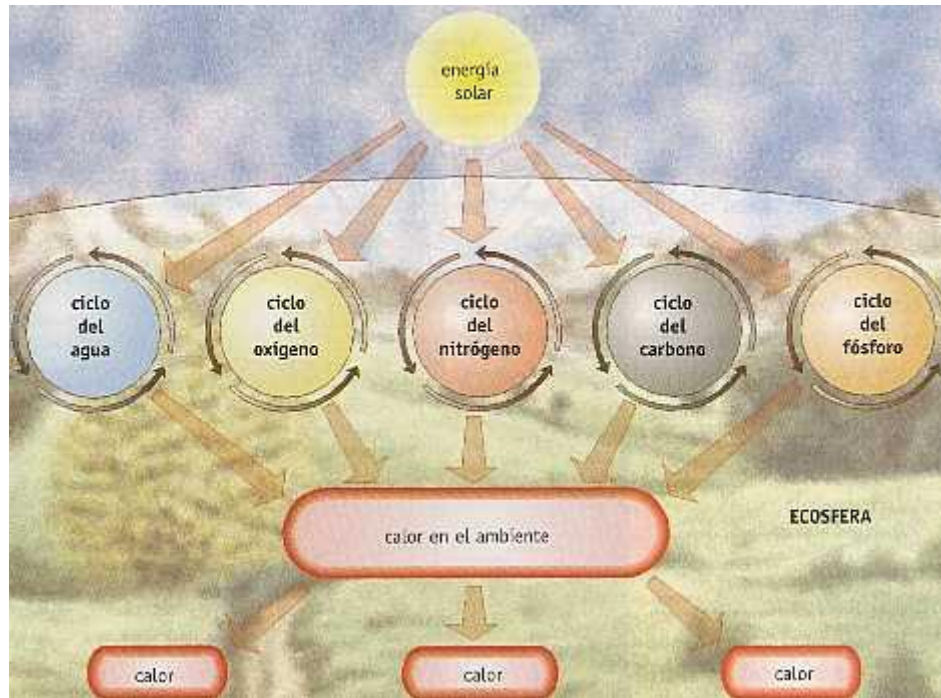 energía
solar
ciclo
del
agua
ciclo
del
oxígeno
ciclo
del
nitrógeno
ciclo
del
carbono
ciclo
del
fósforo
calor en el ambiente
ECOSFERA
calor
calor
calor